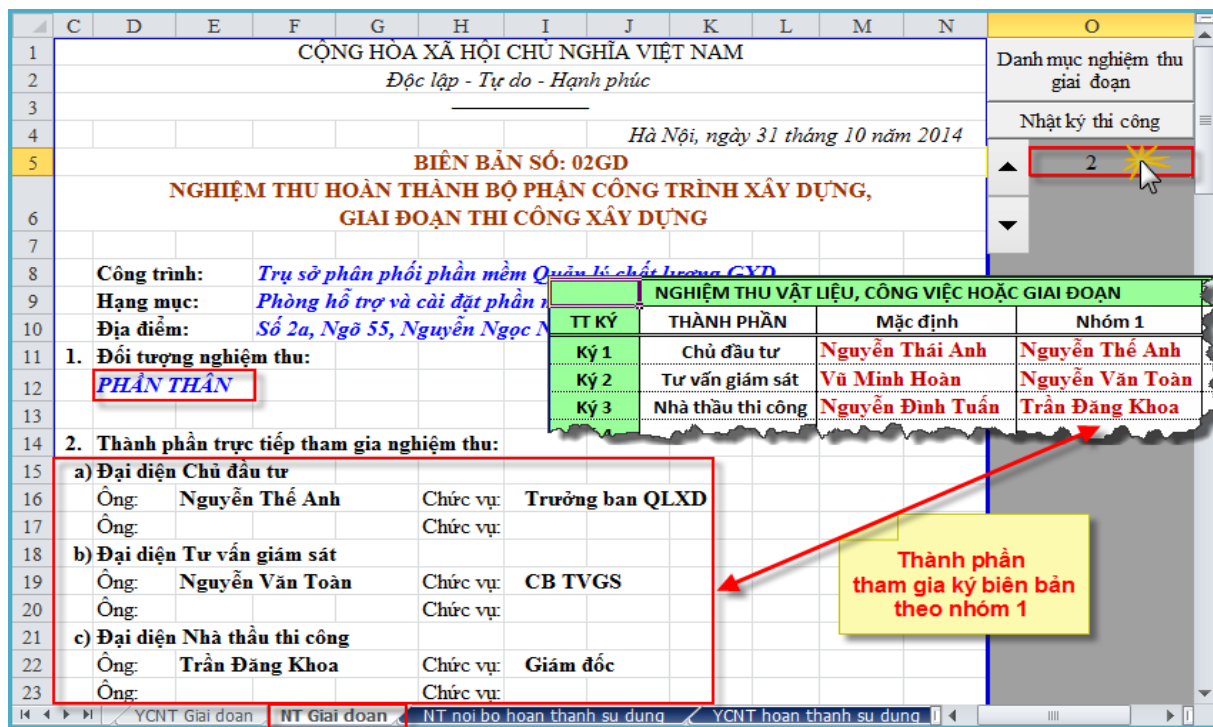 C D E F G H I J K L M N O
1 CỘNG HÒA XÃ HỘI CHỦ NGHĨA VIỆT NAM
2 Độc lập - Tự do - Hạnh phúc
Danh mục nghiệm thu
giai đoạn
3
Nhật ký thi công
4 Hà Nội, ngày 31 tháng 10 năm 2014
5 BIÊN BẢN SỐ: 02GD 2
NGHIỆM THU HOÀN THÀNH BỘ PHẬN CÔNG TRÌNH XÂY DỰNG,
6 GIAI ĐOẠN THI CÔNG XÂY DỰNG
7
8 Công trình: Trụ sở phân phối phần mềm Quản lý chất lượng GXD
9 Hạng mục: Phòng hỗ trợ và cài đặt phần
10 Địa điểm: Số 2a, Ngõ 55, Nguyễn Ngọc
11 1. Đối tượng nghiệm thu:
12 PHẦN THÂN
13
NGHIỆM THU VẬT LIỆU, CÔNG VIỆC HOẶC GIAI ĐOẠN
TT KÝ THÀNH PHẦN Mặc định Nhóm 1
Ký 1 Chủ đầu tư Nguyễn Thái Anh Nguyễn Thế Anh
Ký 2 Tư vấn giám sát Vũ Minh Hoàn Nguyễn Văn Toàn
Ký 3 Nhà thầu thi công Nguyễn Đình Tuấn Trần Đăng Khoa
14 2. Thành phần trực tiếp tham gia nghiệm thu:
15 a) Đại diện Chủ đầu tư
16 Ông: Nguyễn Thế Anh Chức vụ: Trưởng ban QLXD
17 Ông: Chức vụ:
18 b) Đại diện Tư vấn giám sát
19 Ông: Nguyễn Văn Toàn Chức vụ: CB TVGS
20 Ông: Chức vụ:
21 c) Đại diện Nhà thầu thi công
22 Ông: Trần Đăng Khoa Chức vụ: Giám đốc
23 Ông: Chức vụ:
Thành phần
tham gia ký biên bản
theo nhóm 1
YCNT Giai doan NT Giai doan NT noi bo hoan thanh su dung YCNT hoan thanh su dung